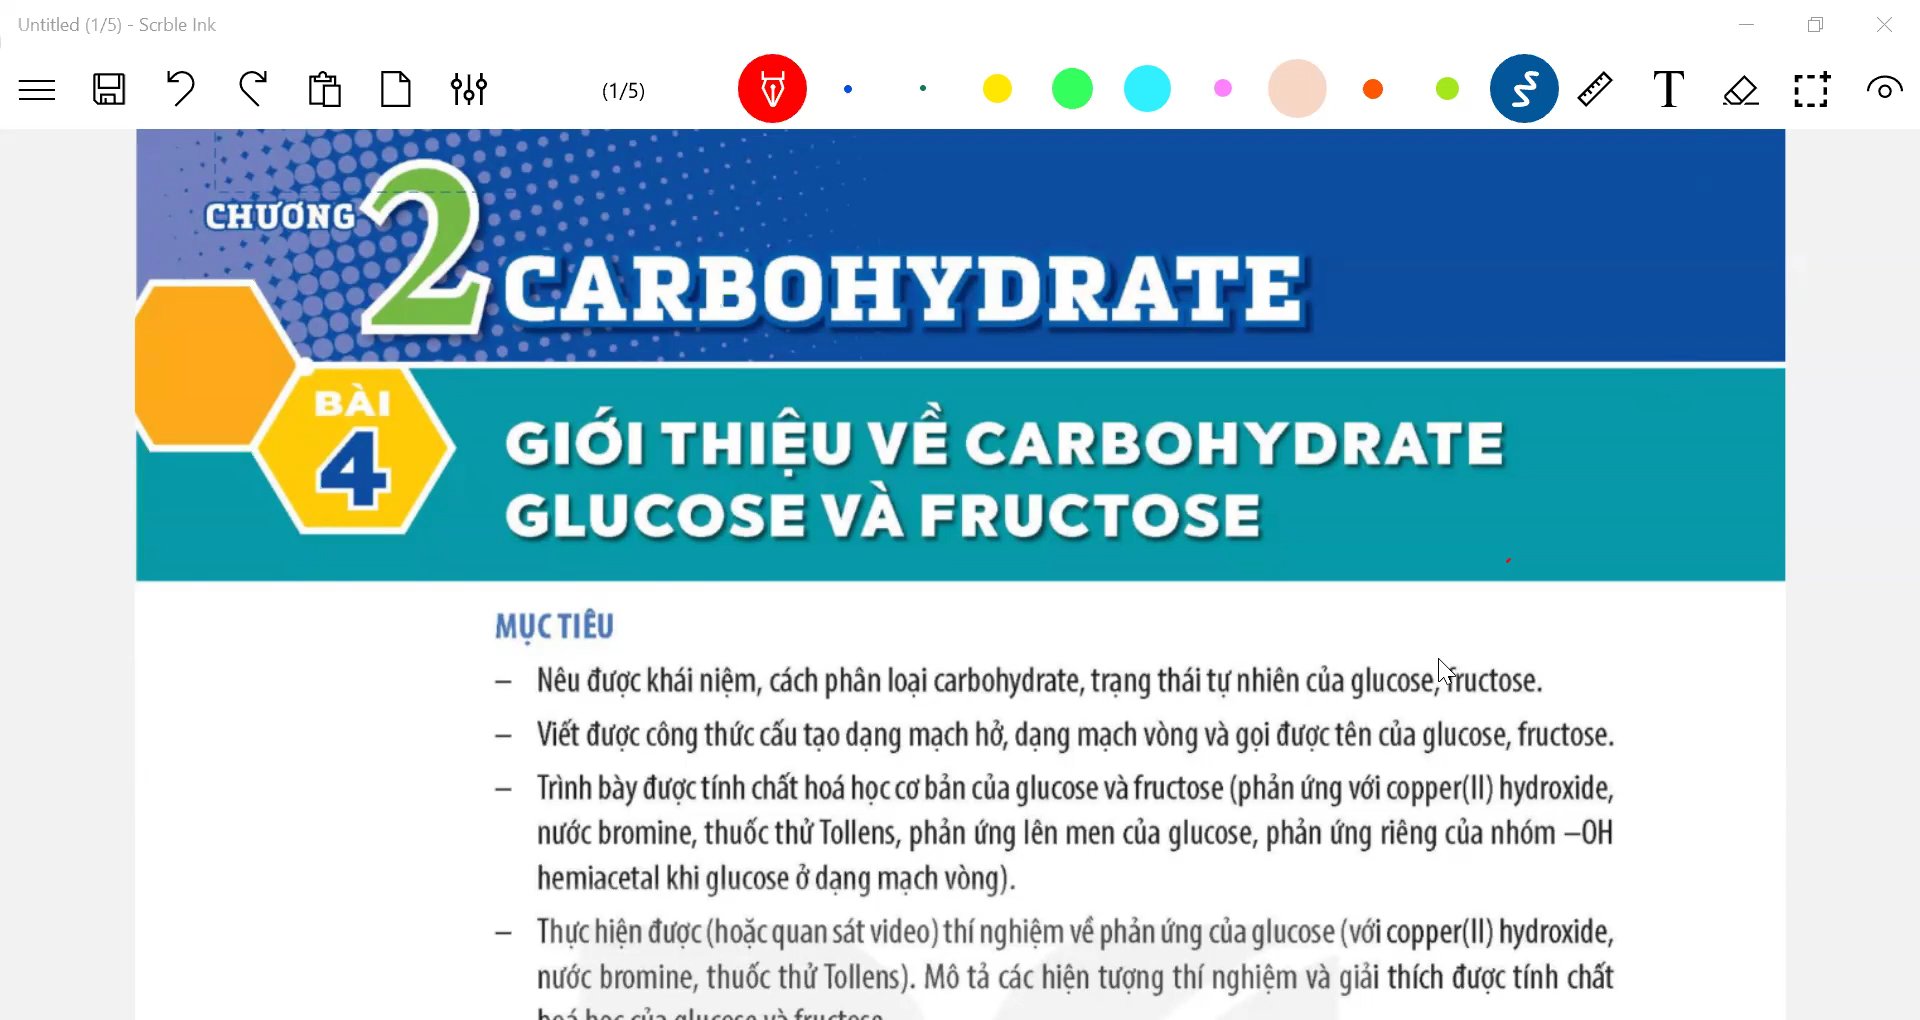 Untitled (1/5) - Scrble Ink
(1/5)
T
CHƯƠNG 2
CARBOHYDRATE
BÀI
4
GIỚI THIỆU VỀ CARBOHYDRATE
GLUCOSE VÀ FRUCTOSE
MỤC TIÊU
– Nêu được khái niệm, cách phân loại carbohydrate, trạng thái tự nhiên của glucose, fructose.
– Viết được công thức cấu tạo dạng mạch hở, dạng mạch vòng và gọi được tên của glucose, fructose.
– Trình bày được tính chất hoá học cơ bản của glucose và fructose (phản ứng với copper(II) hydroxide,
nước bromine, thuốc thử Tollens, phản ứng lên men của glucose, phản ứng riêng của nhóm –OH
hemiacetal khi glucose ở dạng mạch vòng).
– Thực hiện được (hoặc quan sát video) thí nghiệm về phản ứng của glucose (với copper(II) hydroxide,
nước bromine, thuốc thử Tollens). Mô tả các hiện tượng thí nghiệm và giải thích được tính chất
hoá học của glucose và fructose.